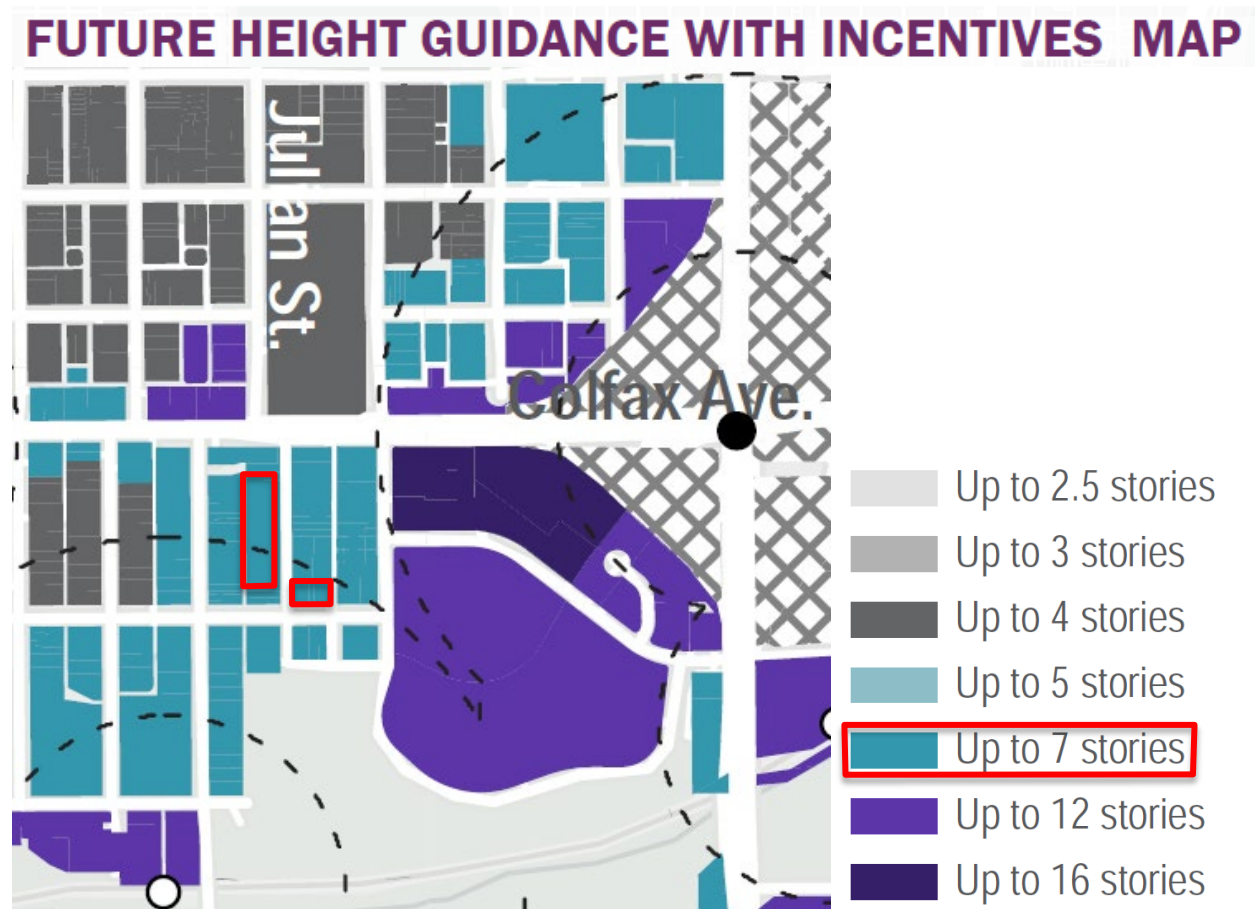 FUTURE HEIGHT GUIDANCE WITH INCENTIVES MAP
Julian St.
Colfax Ave.
Up to 2.5 stories
Up to 3 stories
Up to 4 stories
Up to 5 stories
Up to 7 stories
Up to 12 stories
Up to 16 stories